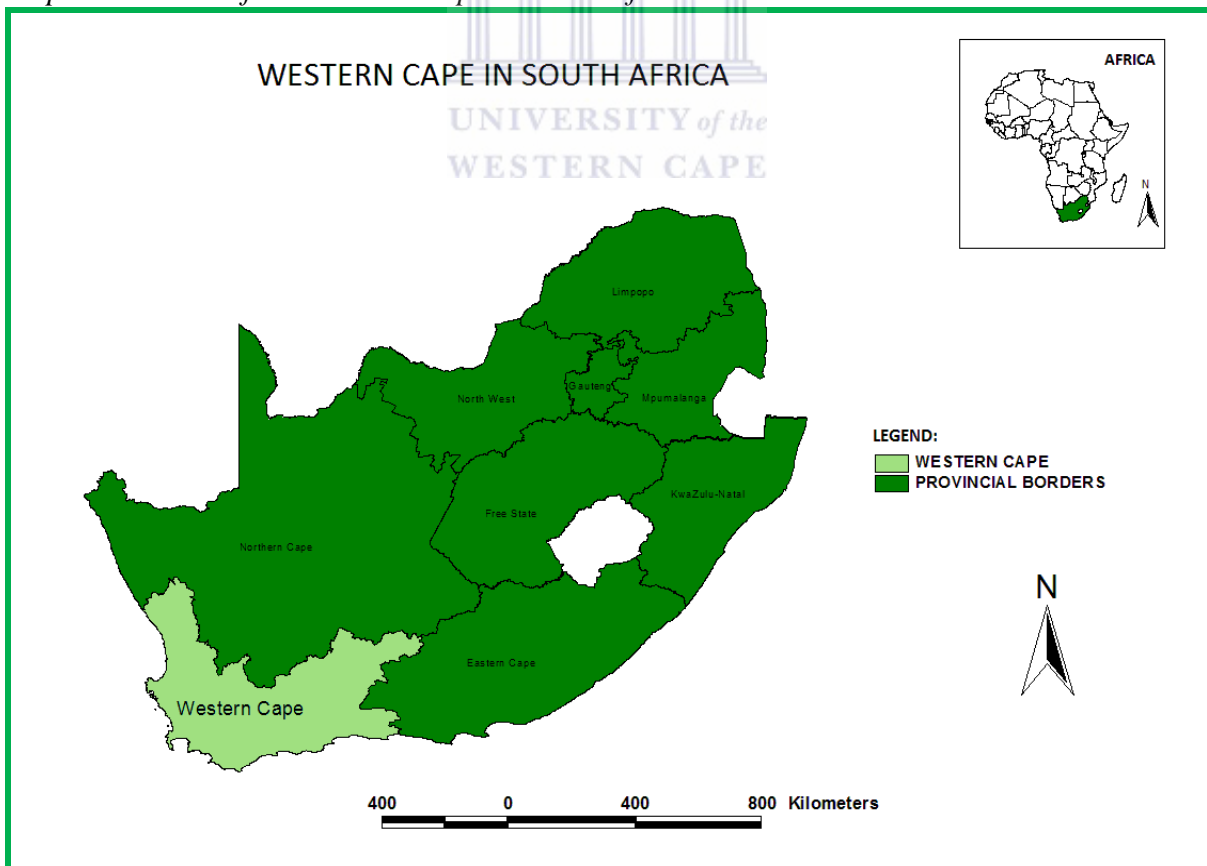 WESTERN CAPE IN SOUTH AFRICA
UNIVERSITY of the
WESTERN CAPE
AFRICA
N
Limpopo
North West
Gauteng
Mpumalanga
LEGEND:
WESTERN CAPE
PROVINCIAL BORDERS
KwaZulu-Natal
Free State
Northern Cape
N
Eastern Cape
Western Cape
400 0 400 800 Kilometers